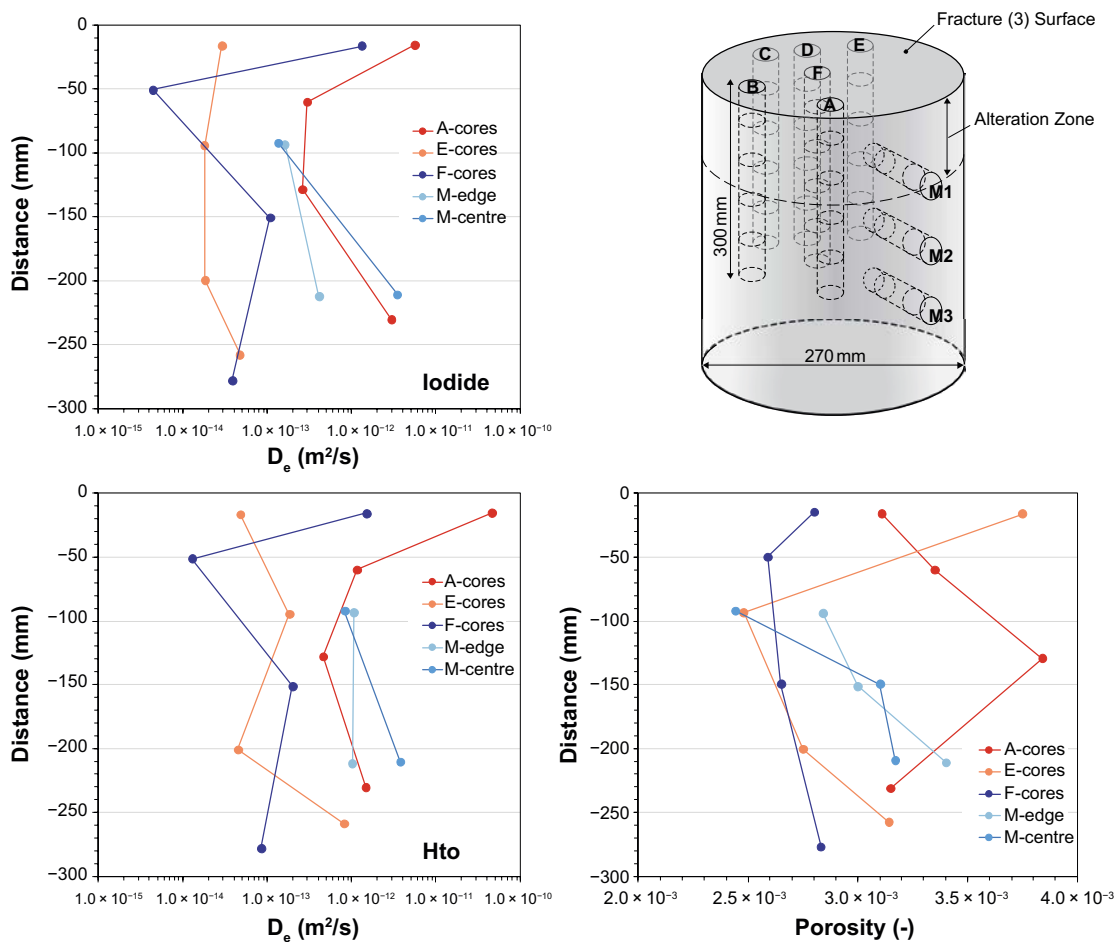 0
−50
−100
−150
−200
−250
−300
Distance (mm)
A-cores
E-cores
F-cores
M-edge
M-centre
Iodide
1.0 × 10⁻¹⁵
1.0 × 10⁻¹⁴
1.0 × 10⁻¹³
1.0 × 10⁻¹²
1.0 × 10⁻¹¹
1.0 × 10⁻¹⁰
Dₑ (m²/s)
Fracture (3) Surface
C
D
E
B
F
A
Alteration Zone
300 mm
M1
M2
M3
270 mm
0
−50
−100
−150
−200
−250
−300
Distance (mm)
A-cores
E-cores
F-cores
M-edge
M-centre
Hto
1.0 × 10⁻¹⁵
1.0 × 10⁻¹⁴
1.0 × 10⁻¹³
1.0 × 10⁻¹²
1.0 × 10⁻¹¹
1.0 × 10⁻¹⁰
Dₑ (m²/s)
0
−50
−100
−150
−200
−250
−300
Distance (mm)
A-cores
E-cores
F-cores
M-edge
M-centre
2.0 × 10⁻³
2.5 × 10⁻³
3.0 × 10⁻³
3.5 × 10⁻³
4.0 × 10⁻³
Porosity (-)